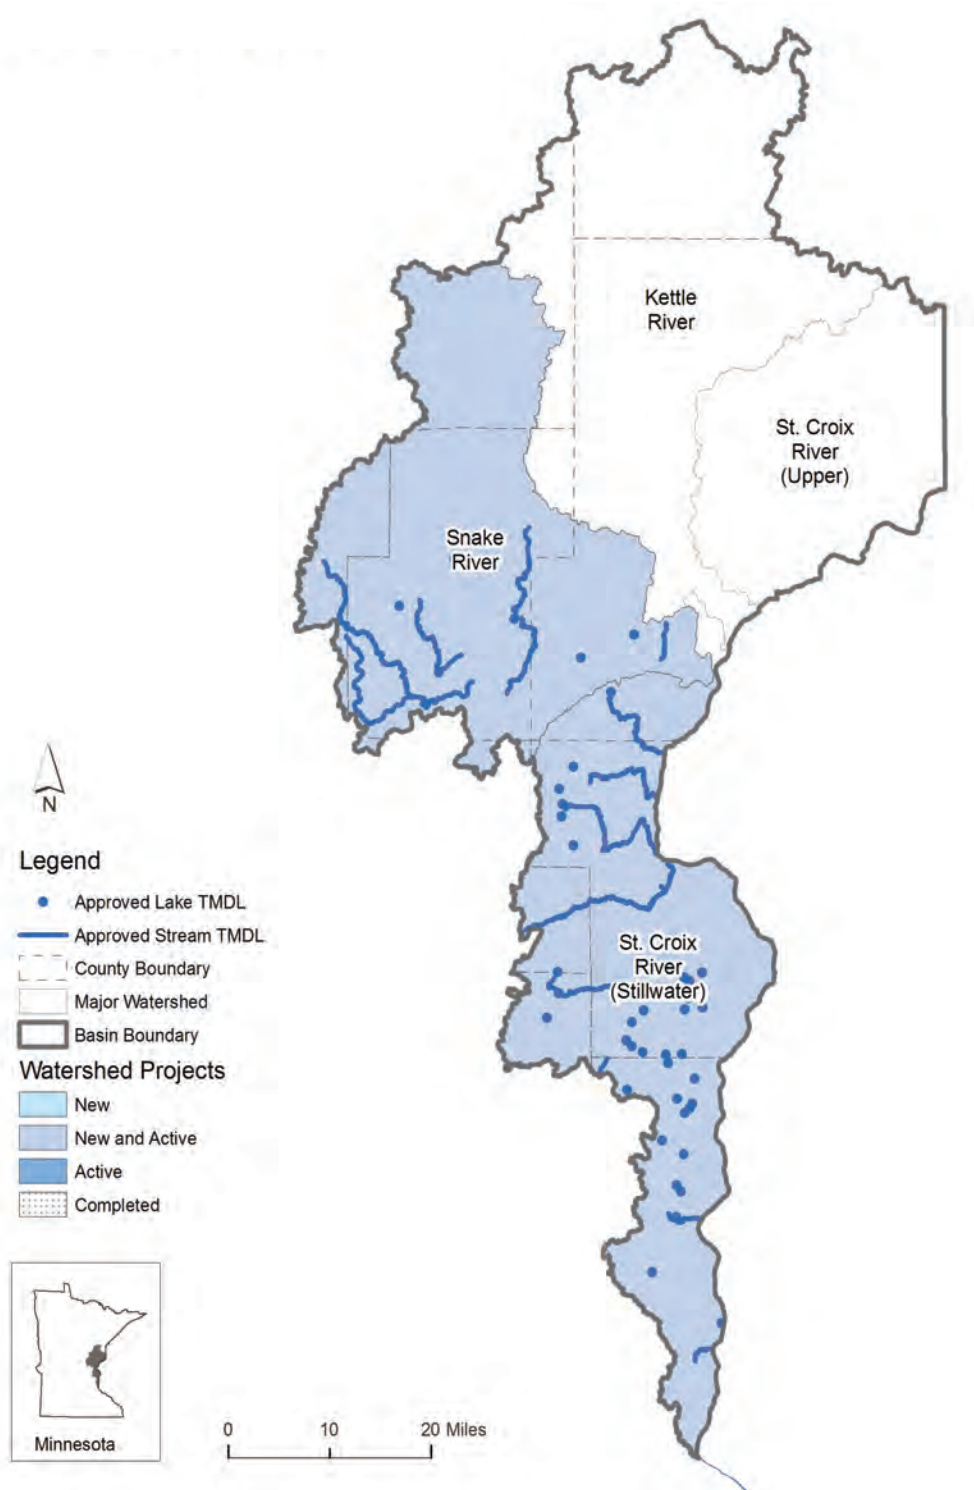 Kettle
River
St. Croix
River
(Upper)
Snake
River
N
Legend
Approved Lake TMDL
Approved Stream TMDL
County Boundary
Major Watershed
Basin Boundary
Watershed Projects
New
New and Active
Active
Completed
St. Croix
River
(Stillwater)
Minnesota
0 10 20 Miles